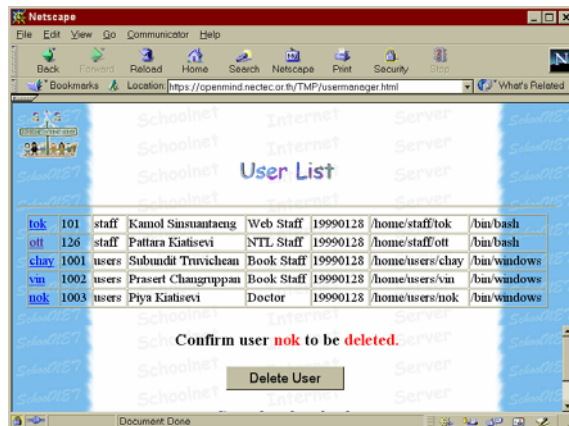 Netscape
File Edit View Go Communicator Help
Back Forward Reload Home Search Netscape Print Security Stop
Bookmarks Location: https://openmind.nectec.or.th/TMP/usermanager.html What's Related
Schoolnet Internet Server
User List
tok 101 staff Kamol Sinsuantaeng Web Staff 19990128 /home/staff/tok /bin/bash
ott 126 staff Pattara Kiatisevi NTL Staff 19990128 /home/staff/ott /bin/bash
chay 1001 users Subundit Truvichean Book Staff 19990128 /home/users/chay /bin/windows
vin 1002 users Prasert Changruppan Book Staff 19990128 /home/users/vin /bin/windows
nok 1003 users Piya Kiatisevi Doctor 19990128 /home/users/nok /bin/windows
Confirm user nok to be deleted.
Delete User
Document Done